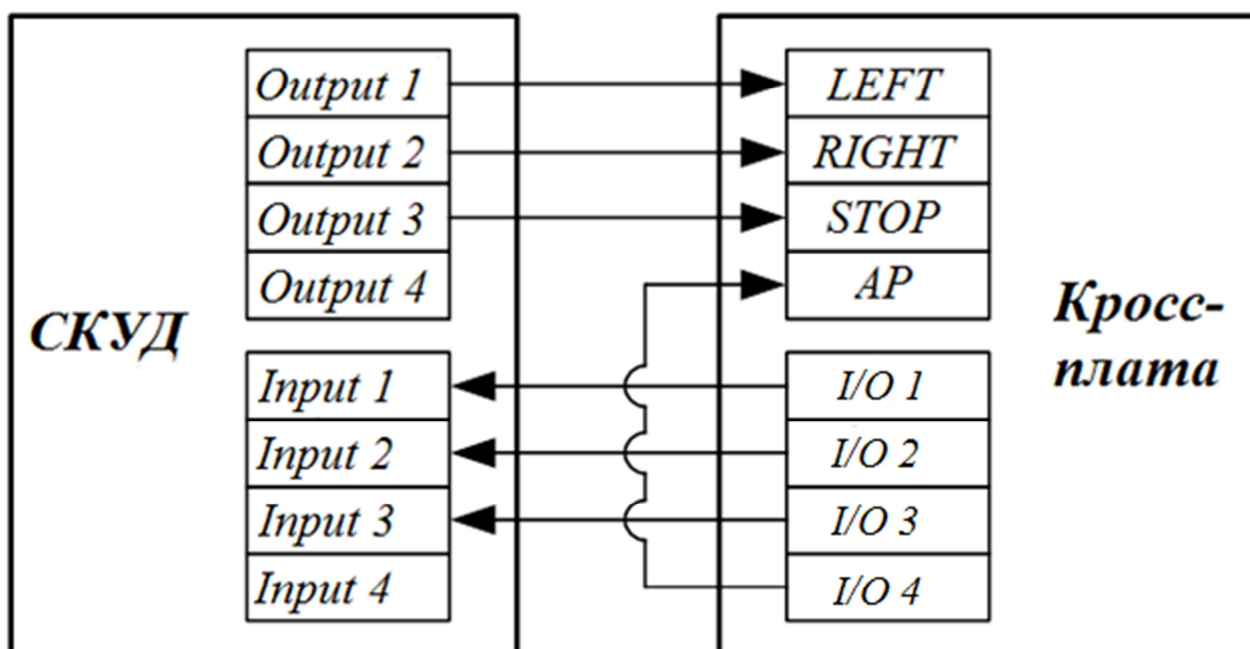 СКУД
Output 1
Output 2
Output 3
Output 4
Input 1
Input 2
Input 3
Input 4
LEFT
RIGHT
STOP
AP
I/O 1
I/O 2
I/O 3
I/O 4
Кросс-
плата